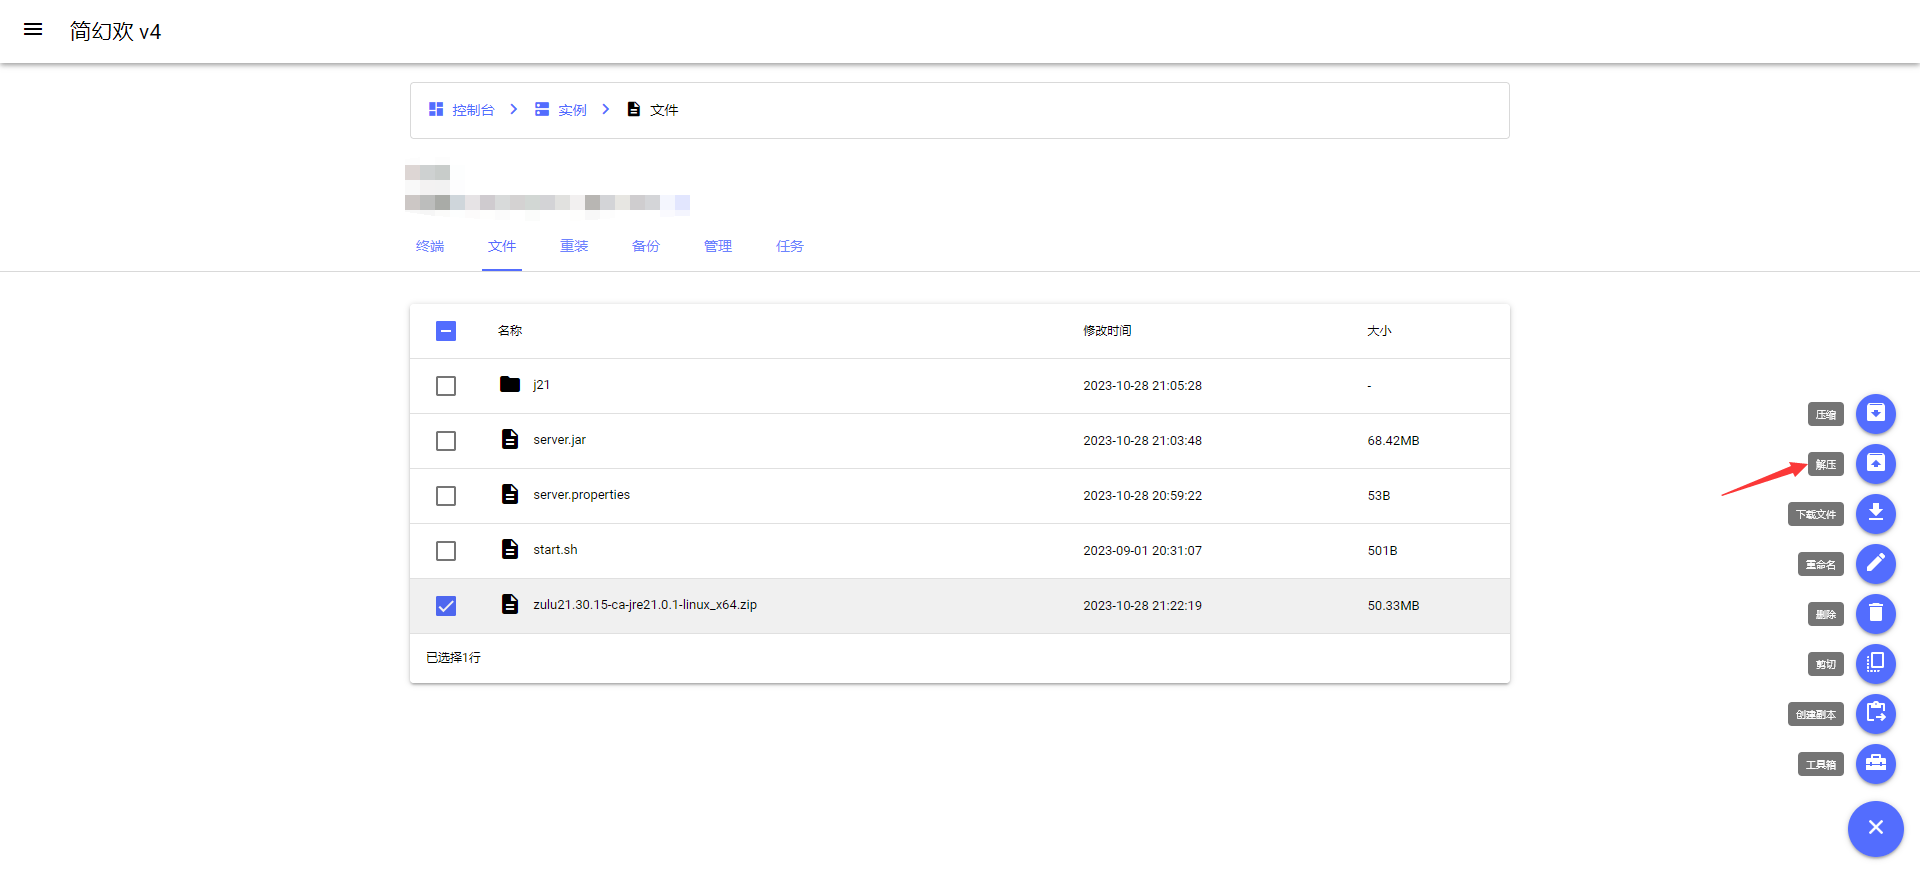 简幻欢 v4
控制台 实例 文件
终端 文件 重装 备份 管理 任务
名称 修改时间 大小
j21 2023-10-28 21:05:28 -
server.jar 2023-10-28 21:03:48 68.42MB
server.properties 2023-10-28 20:59:22 53B
start.sh 2023-09-01 20:31:07 501B
zulu21.30.15-ca-jre21.0.1-linux_x64.zip 2023-10-28 21:22:19 50.33MB
已选择1行
压缩
解压
下载文件
重命名
删除
剪切
创建副本
工具箱